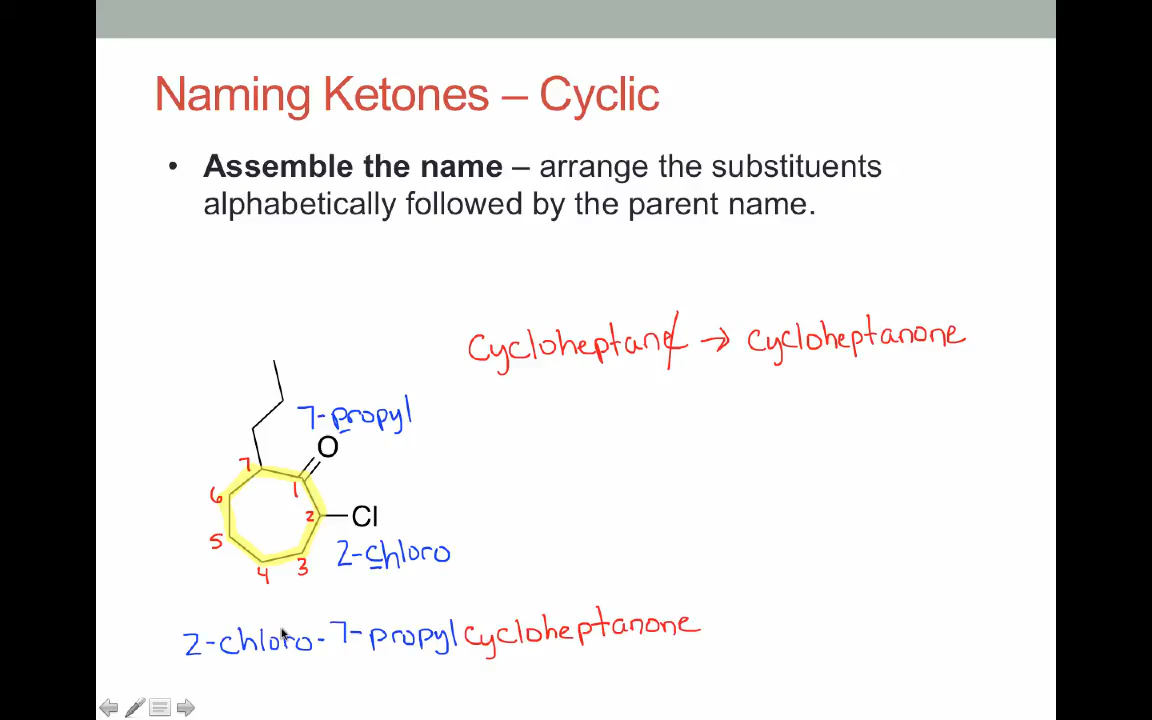 Naming Ketones – Cyclic
• Assemble the name – arrange the substituents
alphabetically followed by the parent name.
Cycloheptane → cycloheptanone
7-propyl
O
7
1
6
2
Cl
5
2-chloro
3
4
2-chloro-7-propylcycloheptanone